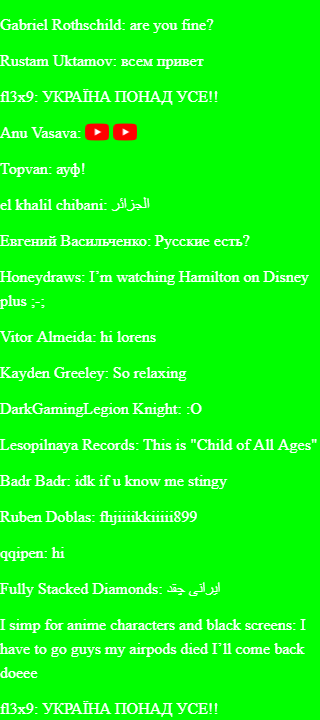 Gabriel Rothschild: are you fine?
Rustam Uktamov: всем привет
fl3x9: УКРАЇНА ПОНАД УСЕ!!
Anu Vasava:
Topvan: ауф!
el khalil chibani: الجزائر
Евгений Васильченко: Русские есть?
Honeydraws: I'm watching Hamilton on Disney
plus ;-;
Vitor Almeida: hi lorens
Kayden Greeley: So relaxing
DarkGamingLegion Knight: :O
Lesopilnaya Records: This is "Child of All Ages"
Badr Badr: idk if u know me stingy
Ruben Doblas: fhjiiiikkiiiii899
qqipen: hi
Fully Stacked Diamonds: ایرانی چقد
I simp for anime characters and black screens: I
have to go guys my airpods died I'll come back
doeee
fl3x9: УКРАЇНА ПОНАД УСЕ!!